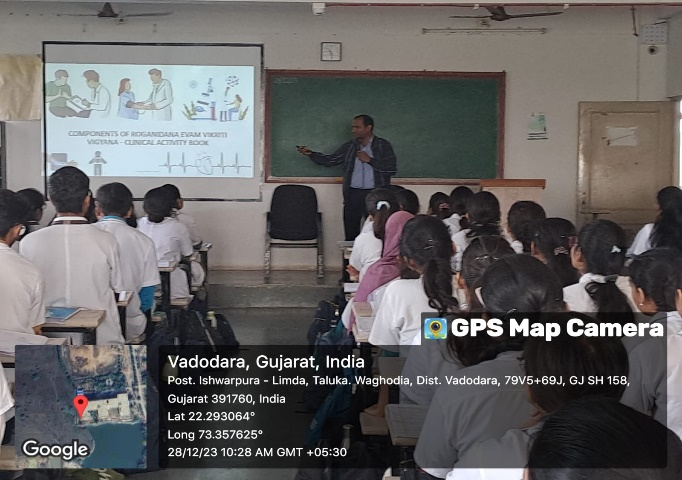 COMPONENTS OF ROGANIDANA EVAM VIKRITI
VIGYANA - CLINICAL ACTIVITY BOOK
GPS Map Camera
Vadodara, Gujarat, India
Post. Ishwarpura - Limda, Taluka. Waghodia, Dist. Vadodara, 79V5+69J, GJ SH 158,
Gujarat 391760, India
Lat 22.293064°
Long 73.357625°
28/12/23 10:28 AM GMT +05:30
Google